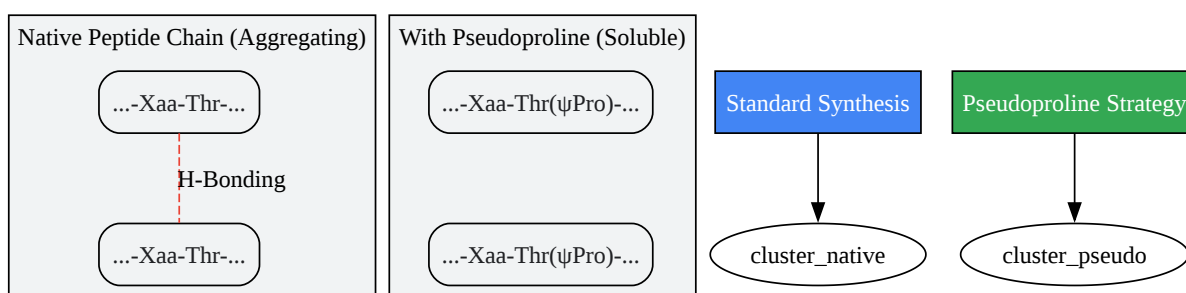 Native Peptide Chain (Aggregating)
...-Xaa-Thr-...
H-Bonding
...-Xaa-Thr-...
With Pseudoproline (Soluble)
...-Xaa-Thr(ψPro)-...
...-Xaa-Thr(ψPro)-...
Standard Synthesis
cluster_native
Pseudoproline Strategy
cluster_pseudo